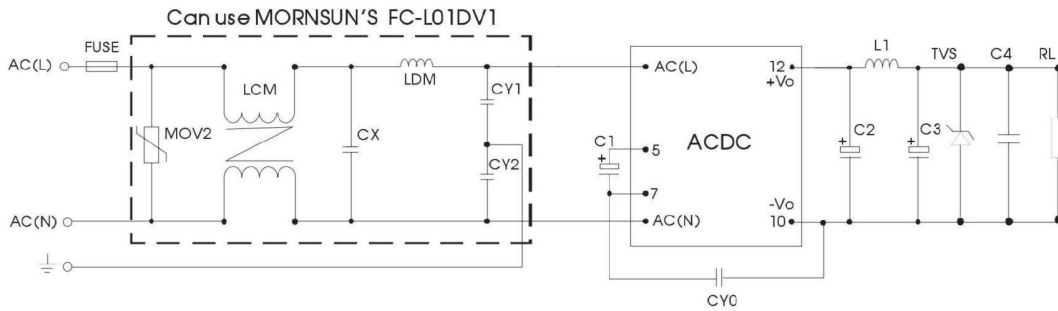 Can use MORNSUN'S FC-L01DV1
FUSE
AC(L)
LCM
LDM
CY1
MOV2
CX
CY2
AC(N)
AC(L)
12
+Vo
C1
+
5
ACDC
7
-Vo
AC(N)
10
CY0
L1
TVS
C4
RL
+
C2
+
C3